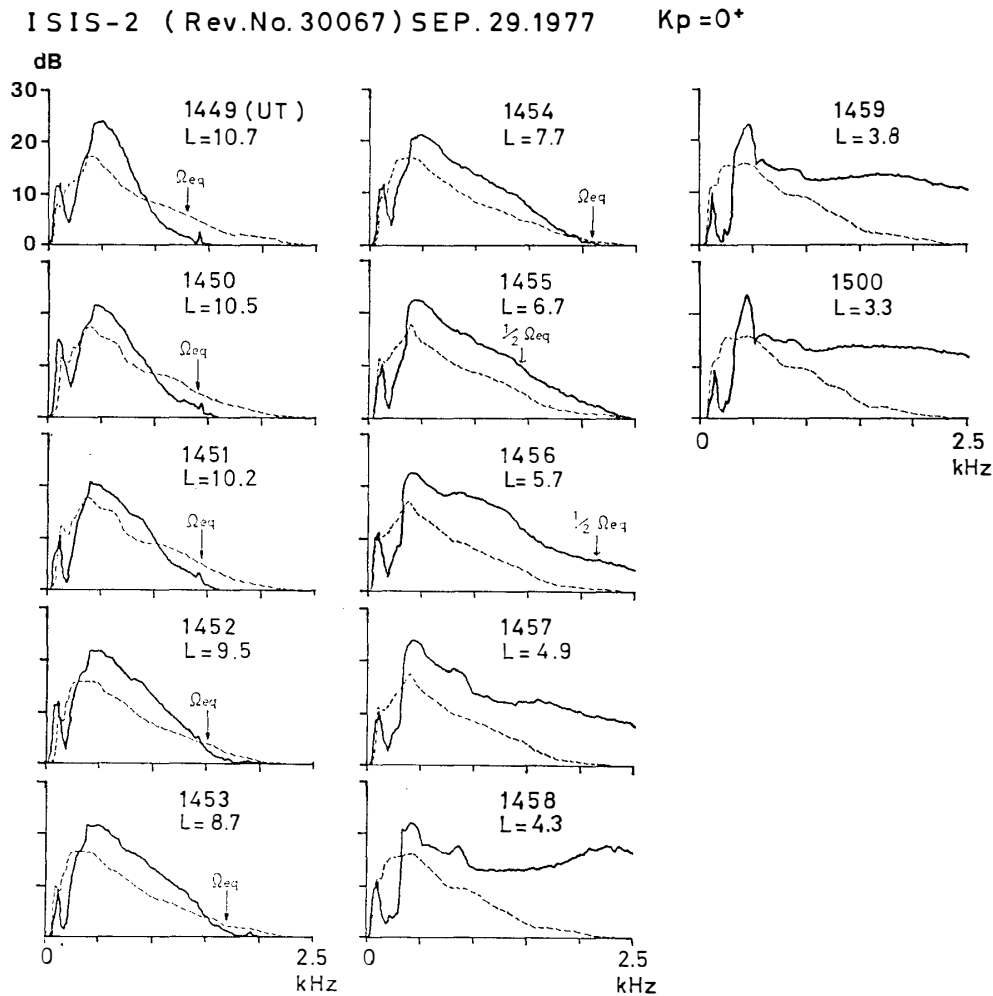 ISIS-2 (Rev.No.30067) SEP.29.1977 Kp=0⁺
dB
30
20
10
0
1449 (UT)
L=10.7
Ωeq
1450
L=10.5
Ωeq
1451
L=10.2
Ωeq
1452
L=9.5
Ωeq
1453
L=8.7
Ωeq
0
2.5
kHz
1454
L=7.7
Ωeq
1455
L=6.7
½ Ωeq
1456
L=5.7
½ Ωeq
1457
L=4.9
1458
L=4.3
0
2.5
kHz
1459
L=3.8
1500
L=3.3
0
2.5
kHz